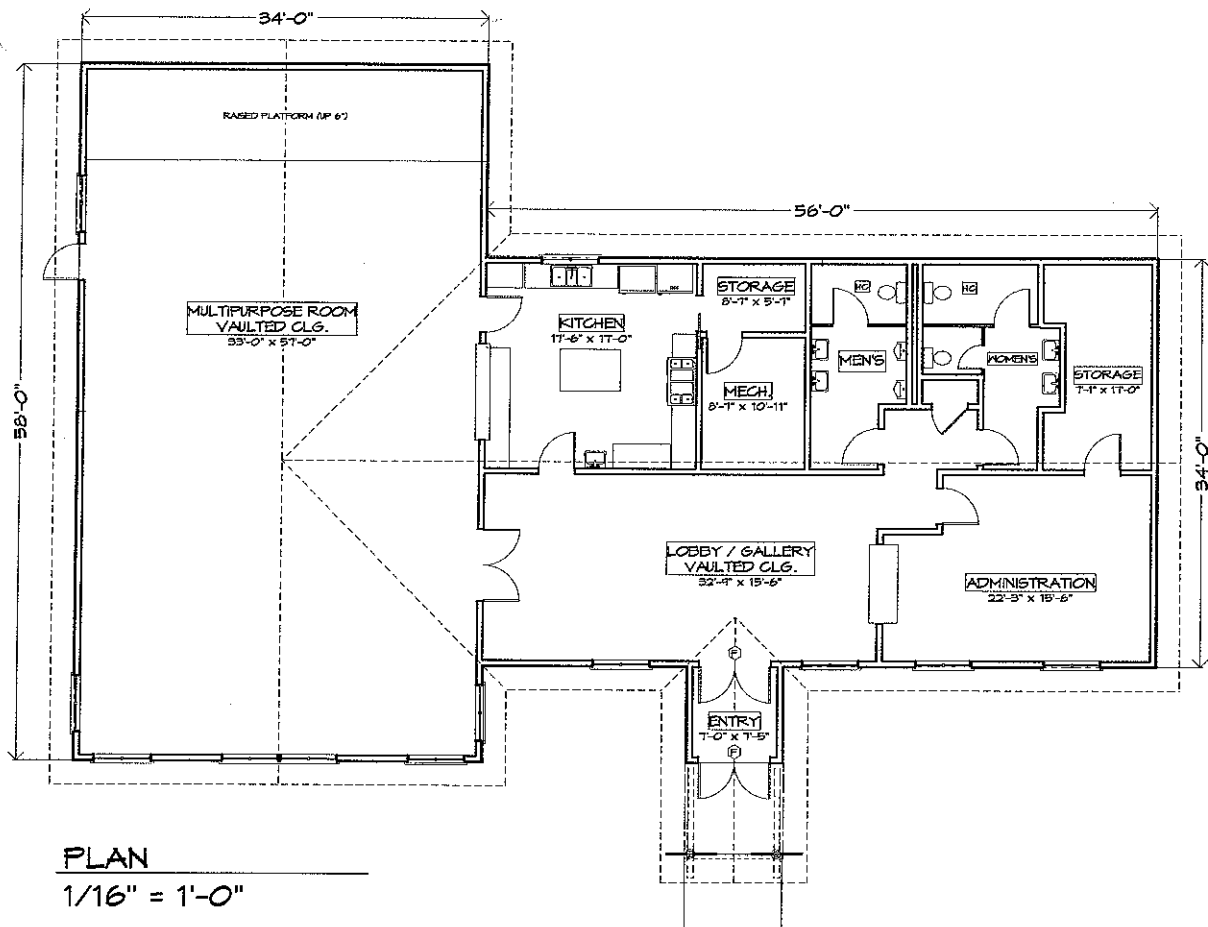 34'-0"
RAISED PLATFORM (UP 6")
56'-0"
58'-0"
34'-0"
MULTIPURPOSE ROOM
VAULTED CLG.
33'-0" x 57'-0"
KITCHEN
17'-6" x 17'-0"
STORAGE
8'-7" x 5'-7"
MECH.
8'-7" x 10'-11"
HC
MEN'S
HC
WOMEN'S
STORAGE
7'-1" x 17'-0"
LOBBY / GALLERY
VAULTED CLG.
32'-9" x 15'-6"
ADMINISTRATION
22'-3" x 15'-6"
F
ENTRY
7'-0" x 7'-5"
F
PLAN
1/16" = 1'-0"